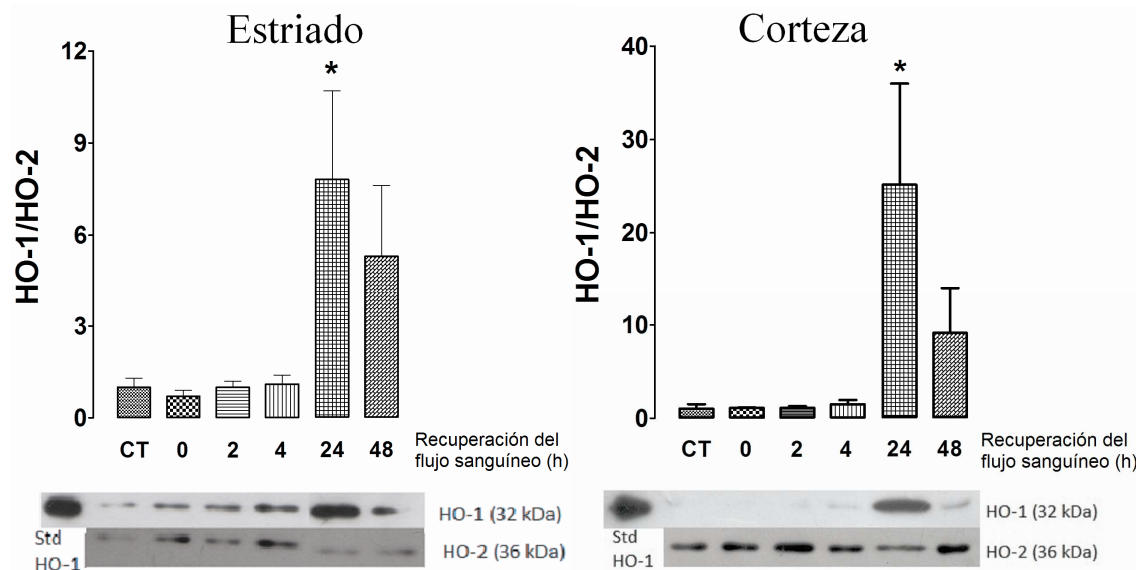 Estriado
12
9
6
3
0
HO-1/HO-2
*
CT 0 2 4 24 48
Recuperación del
flujo sanguíneo (h)
HO-1 (32 kDa)
Std
HO-1
HO-2 (36 kDa)
Corteza
40
30
20
10
0
HO-1/HO-2
*
CT 0 2 4 24 48
Recuperación del
flujo sanguíneo (h)
HO-1 (32 kDa)
Std
HO-1
HO-2 (36 kDa)